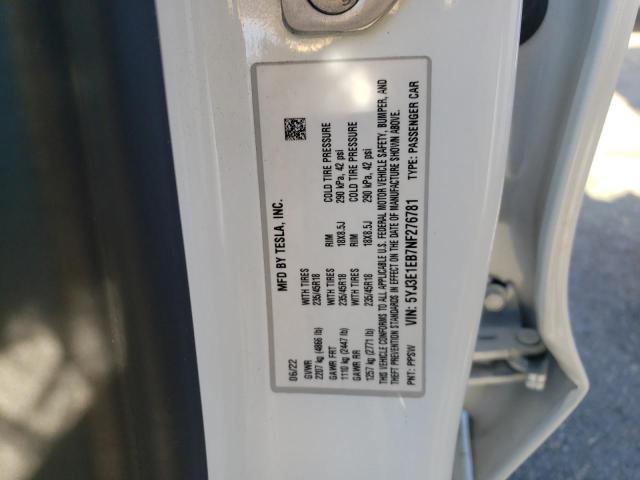 MFD BY TESLA, INC.
06/22
GVWR
2207 kg (4866 lb)
GAWR FRT WITH TIRES RIM COLD TIRE PRESSURE
1110 kg (2447 lb) 235/45R18 18X8.5J 290 kPa, 42 psi
GAWR RR WITH TIRES RIM COLD TIRE PRESSURE
1257 kg (2771 lb) 235/45R18 18X8.5J 290 kPa, 42 psi
THIS VEHICLE CONFORMS TO ALL APPLICABLE U.S. FEDERAL MOTOR VEHICLE SAFETY, BUMPER, AND
THEFT PREVENTION STANDARDS IN EFFECT ON THE DATE OF MANUFACTURE SHOWN ABOVE.
VIN: 5YJ3E1EB7NF276781
PNT: PPSW TYPE: PASSENGER CAR